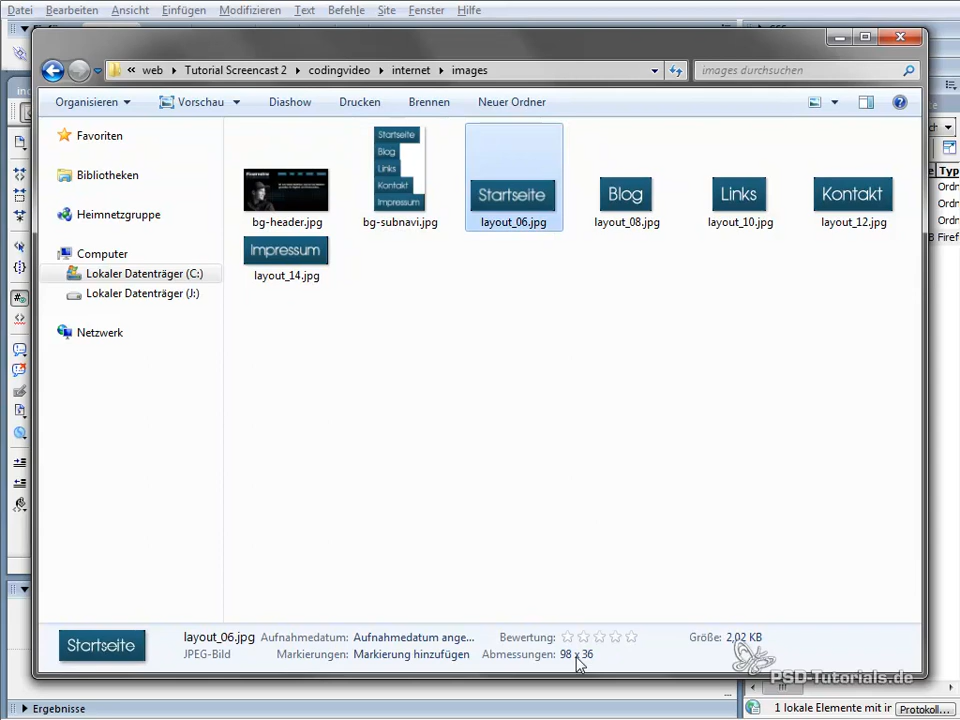 Datei Bearbeiten Ansicht Einfügen Modifizieren Text Befehle Site Fenster Hilfe
« web Tutorial Screencast 2 codingvideo internet images
images durchsuchen
Organisieren Vorschau Diashow Drucken Brennen Neuer Ordner
Favoriten
Bibliotheken
Heimnetzgruppe
Computer
Lokaler Datenträger (C:)
Lokaler Datenträger (J:)
Netzwerk
Startseite
Blog
Links
Kontakt
Impressum
Startseite Blog Links Kontakt
bg-header.jpg bg-subnavi.jpg layout_06.jpg layout_08.jpg layout_10.jpg layout_12.jpg
Impressum
layout_14.jpg
Typ
Ordn
Ordn
Ordn
Firef
Startseite
layout_06.jpg Aufnahmedatum: Aufnahmedatum ange... Bewertung: Größe: 2,02 KB
JPEG-Bild Markierungen: Markierung hinzufügen Abmessungen: 98 x 36
PSD-Tutorials.de
Ergebnisse
1 lokale Elemente mit ir Protokoll...